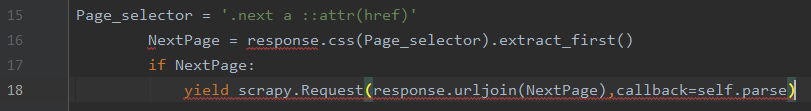 15 Page_selector = '.next a ::attr(href)'
16 NextPage = response.css(Page_selector).extract_first()
17 if NextPage:
18 yield scrapy.Request(response.urljoin(NextPage),callback=self.parse)